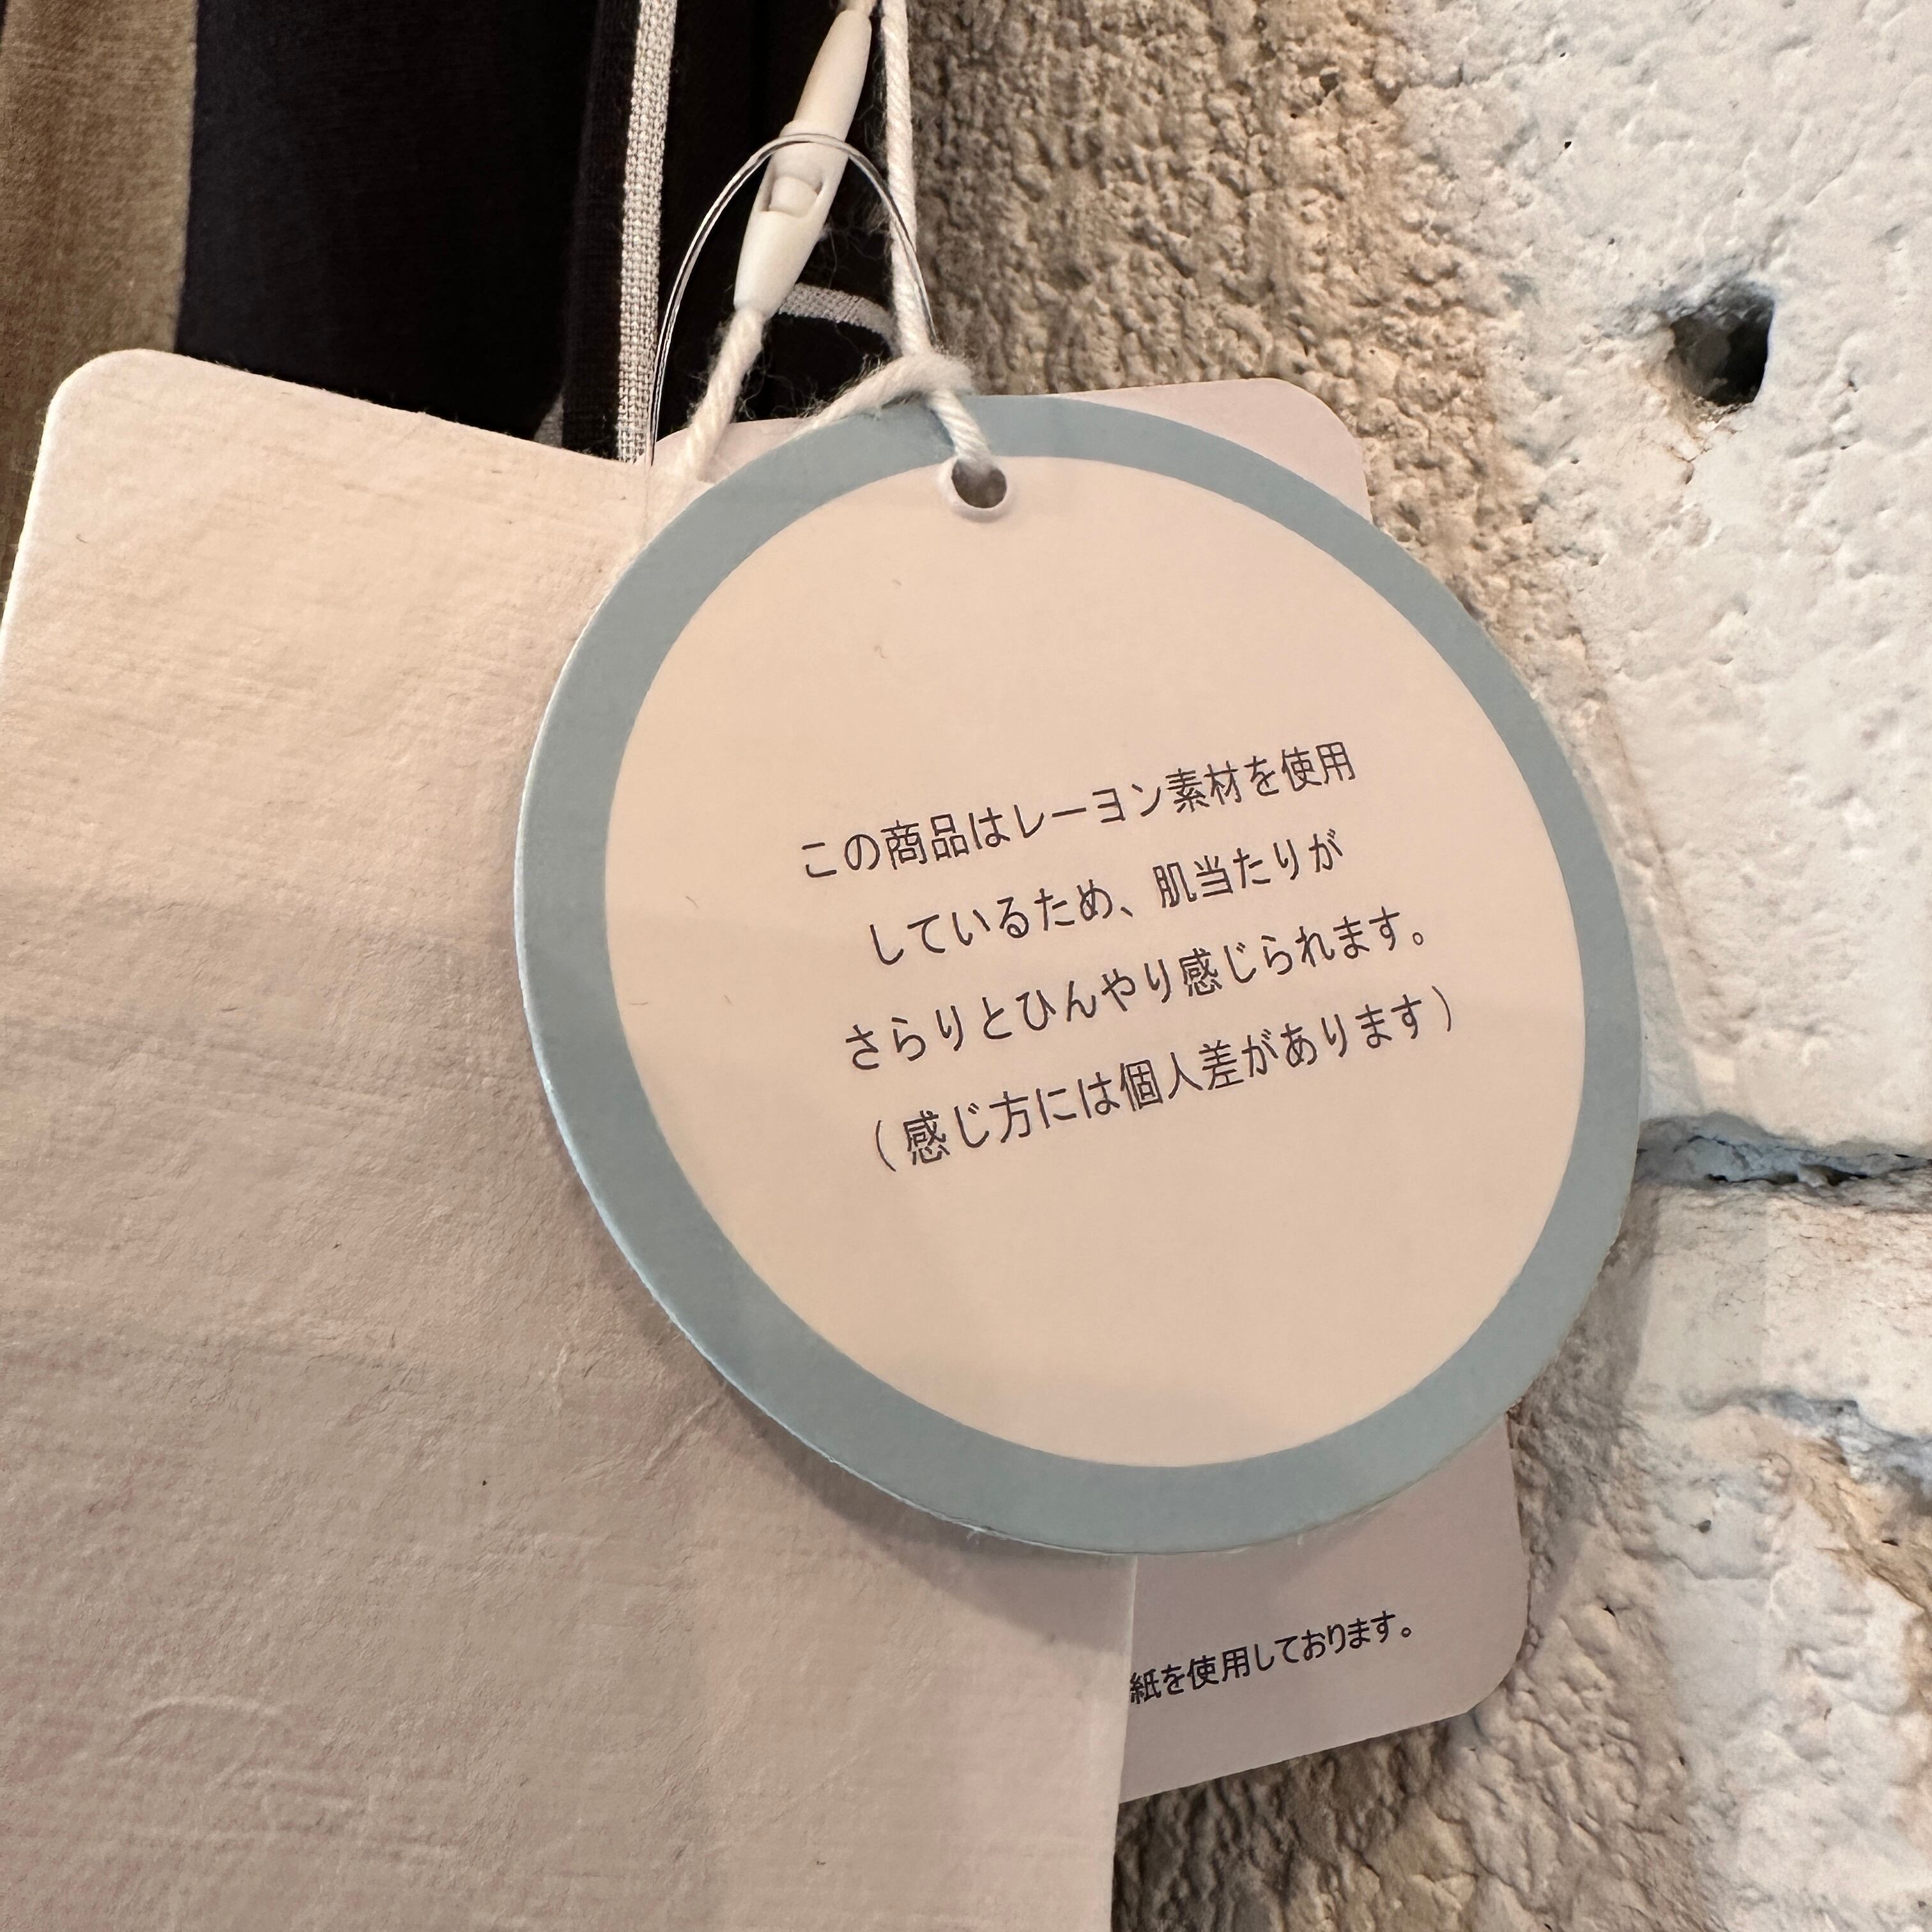 この商品はレーヨン素材を使用
しているため、肌当たりが
さらりとひんやり感じられます。
(感じ方には個人差があります)
紙を使用しております。